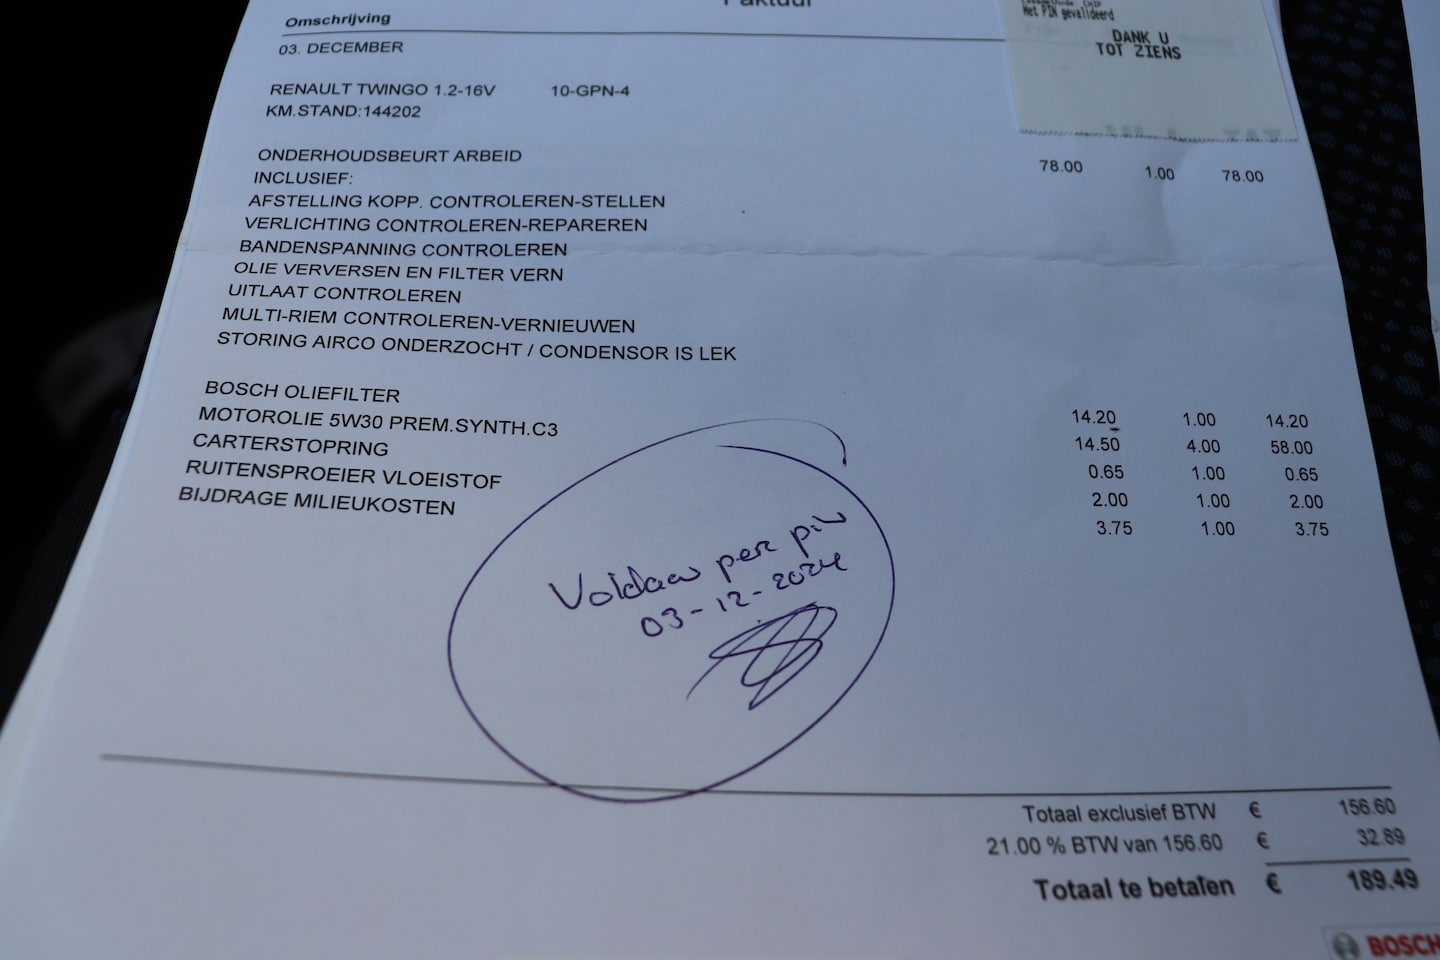 Faktuur
Met PIN gevalideerd
DANK U
TOT ZIENS
Omschrijving
03. DECEMBER
RENAULT TWINGO 1.2-16V 10-GPN-4
KM.STAND:144202
ONDERHOUDSBEURT ARBEID 78.00 1.00 78.00
INCLUSIEF:
AFSTELLING KOPP. CONTROLEREN-STELLEN
VERLICHTING CONTROLEREN-REPAREREN
BANDENSPANNING CONTROLEREN
OLIE VERVERSEN EN FILTER VERN
UITLAAT CONTROLEREN
MULTI-RIEM CONTROLEREN-VERNIEUWEN
STORING AIRCO ONDERZOCHT / CONDENSOR IS LEK
BOSCH OLIEFILTER 14.20 1.00 14.20
MOTOROLIE 5W30 PREM.SYNTH.C3 14.50 4.00 58.00
CARTERSTOPRING 0.65 1.00 0.65
RUITENSPROEIER VLOEISTOF 2.00 1.00 2.00
BIJDRAGE MILIEUKOSTEN 3.75 1.00 3.75
Voldaan per pin
03-12-2024
Totaal exclusief BTW € 156.60
21.00 % BTW van 156.60 € 32.89
Totaal te betalen € 189.49
BOSCH